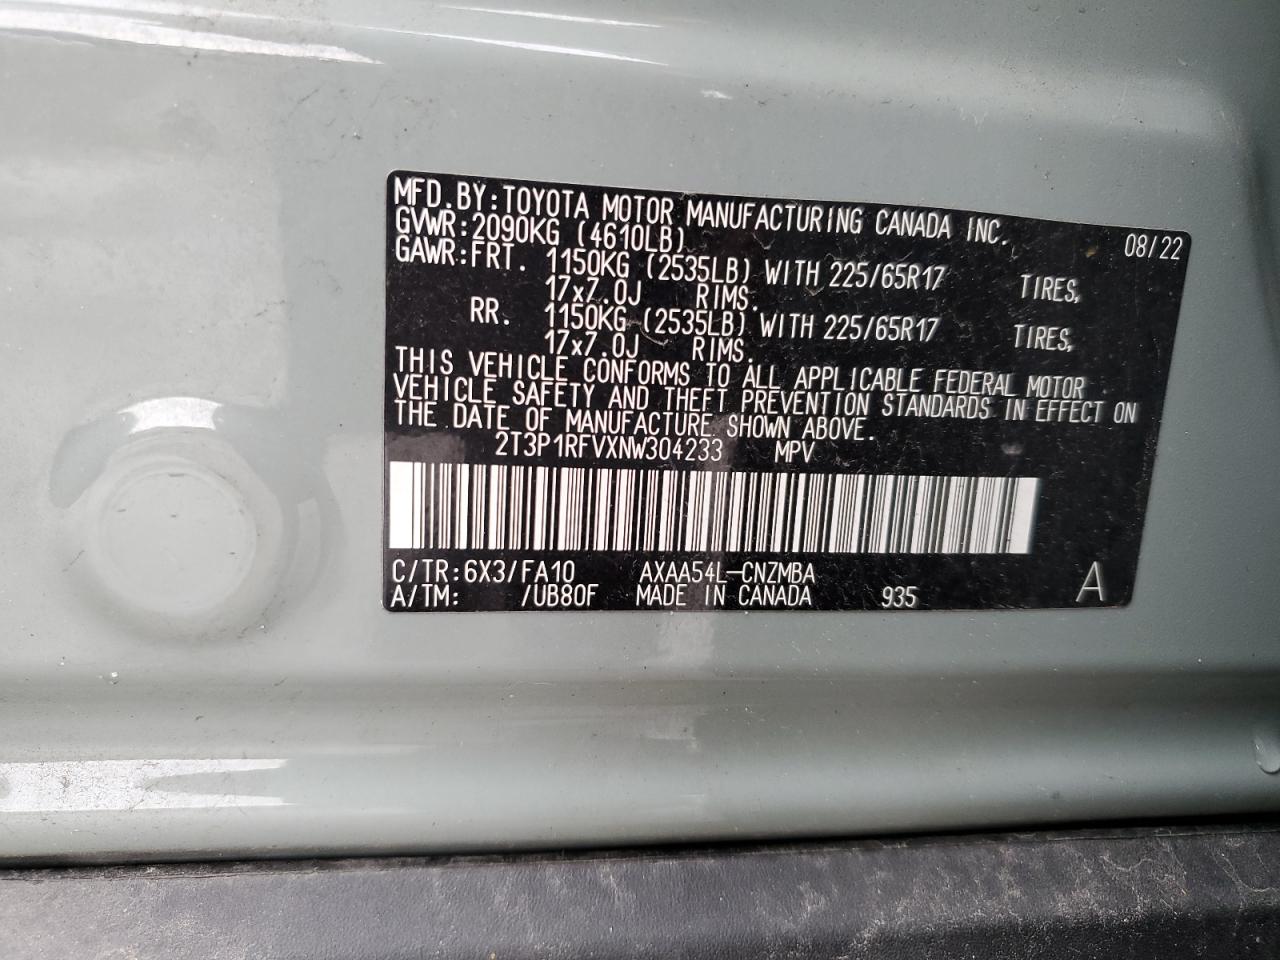 MFD.BY:TOYOTA MOTOR MANUFACTURING CANADA INC. 08/22
GVWR:2090KG (4610LB)
GAWR:FRT. 1150KG (2535LB) WITH 225/65R17 TIRES,
17x7.0J RIMS.
RR. 1150KG (2535LB) WITH 225/65R17 TIRES,
17x7.0J RIMS.
THIS VEHICLE CONFORMS TO ALL APPLICABLE FEDERAL MOTOR
VEHICLE SAFETY AND THEFT PREVENTION STANDARDS IN EFFECT ON
THE DATE OF MANUFACTURE SHOWN ABOVE.
2T3P1RFVXNW304233 MPV
C/TR:6X3/FA10 AXAA54L-CNZMBA A
A/TM: /UB80F MADE IN CANADA 935